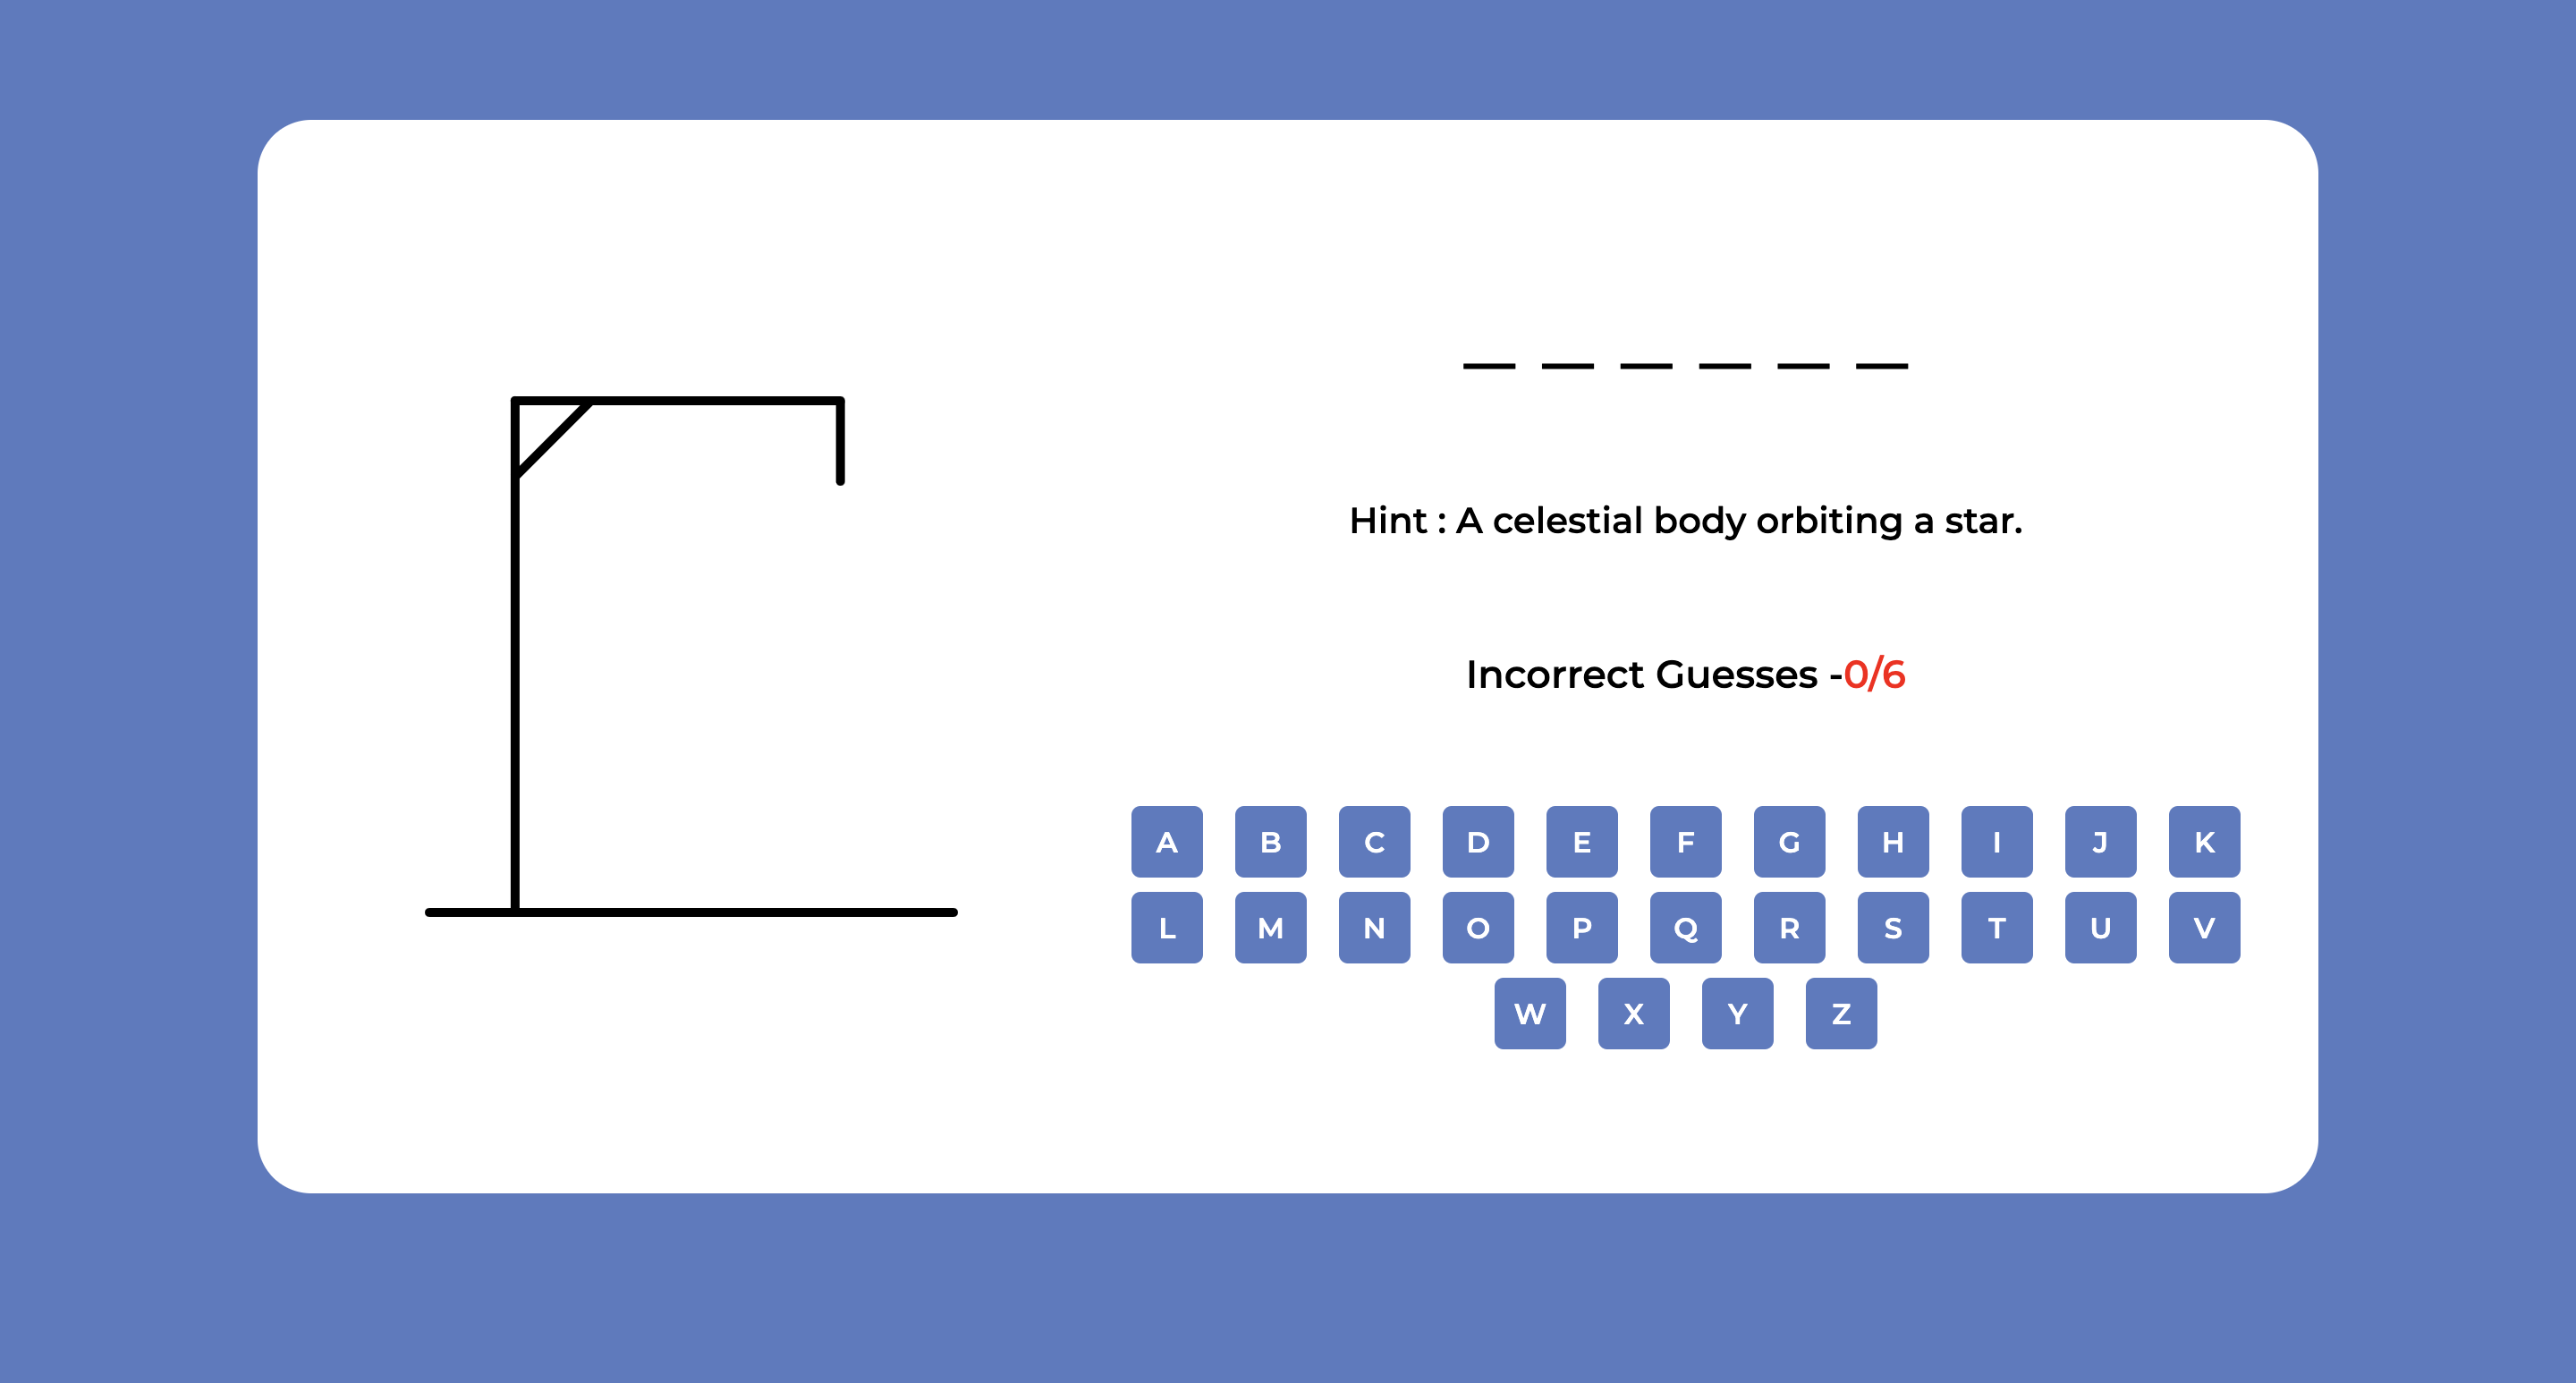 _ _ _ _ _ _
Hint : A celestial body orbiting a star.
Incorrect Guesses -0/6
A B C D E F G H I J K
L M N O P Q R S T U V
W X Y Z